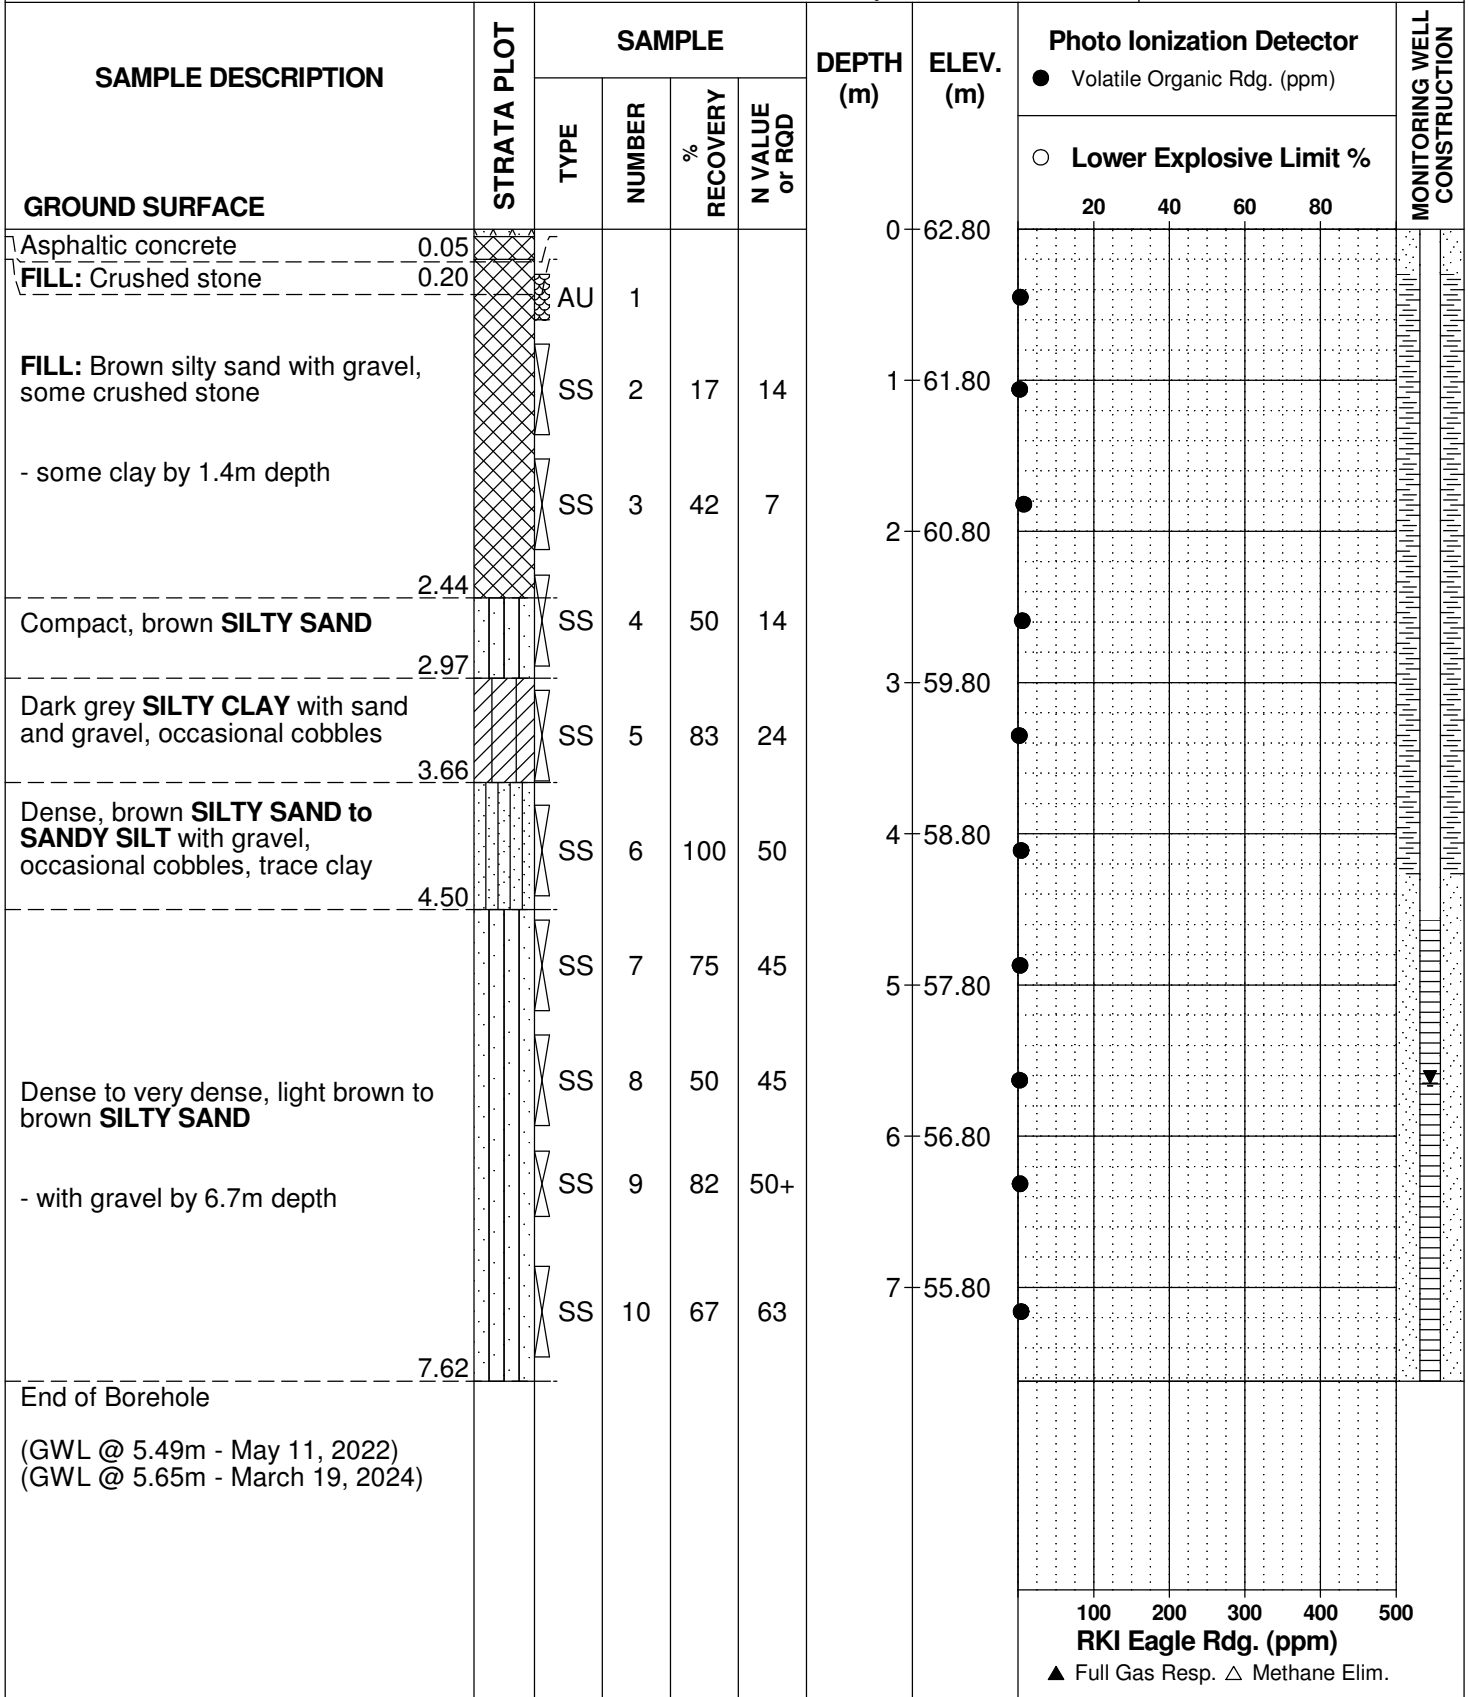 SAMPLE DESCRIPTION
GROUND SURFACE
STRATA PLOT
SAMPLE
TYPE
NUMBER
%
RECOVERY
N VALUE
or RQD
DEPTH
(m)
ELEV.
(m)
Photo Ionization Detector
● Volatile Organic Rdg. (ppm)
○ Lower Explosive Limit %
20 40 60 80
MONITORING WELL
CONSTRUCTION
0 62.80
Asphaltic concrete 0.05
FILL: Crushed stone 0.20
AU 1
FILL: Brown silty sand with gravel,
some crushed stone
SS 2 17 14
1 61.80
- some clay by 1.4m depth
SS 3 42 7
2 60.80
2.44
Compact, brown SILTY SAND
SS 4 50 14
2.97
3 59.80
Dark grey SILTY CLAY with sand
and gravel, occasional cobbles
SS 5 83 24
3.66
Dense, brown SILTY SAND to
SANDY SILT with gravel,
occasional cobbles, trace clay
4 58.80
SS 6 100 50
4.50
SS 7 75 45
5 57.80
SS 8 50 45
Dense to very dense, light brown to
brown SILTY SAND
6 56.80
SS 9 82 50+
- with gravel by 6.7m depth
7 55.80
SS 10 67 63
7.62
End of Borehole
(GWL @ 5.49m - May 11, 2022)
(GWL @ 5.65m - March 19, 2024)
100 200 300 400 500
RKI Eagle Rdg. (ppm)
▲ Full Gas Resp. △ Methane Elim.